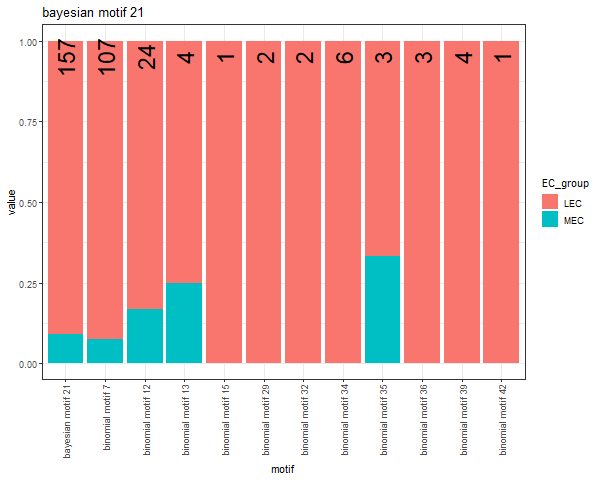 bayesian motif 21
157 107 24 4 1 2 2 6 3 3 4 1
1.00
0.75
0.50
0.25
0.00
value
EC_group
LEC
MEC
bayesian motif 21
binomial motif 7
binomial motif 12
binomial motif 13
binomial motif 15
binomial motif 29
binomial motif 32
binomial motif 34
binomial motif 35
binomial motif 36
binomial motif 39
binomial motif 42
motif